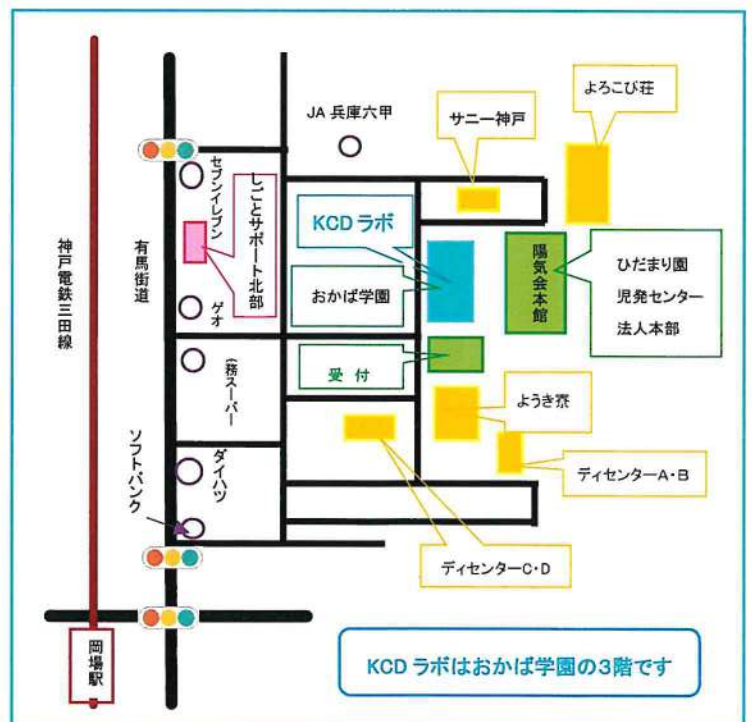 よろこび荘
JA 兵庫六甲
サニー神戸
セブンイレブン
しごとサポート北部
KCD ラボ
おかば学園
陽気会本館
ひだまり園
児発センター
法人本部
神戸電鉄三田線
有馬街道
ゲオ
受 付
(務スーパー
ようき寮
ソフトバンク
ダイハツ
ディセンターA・B
ディセンターC・D
岡場駅
KCD ラボはおかば学園の3階です